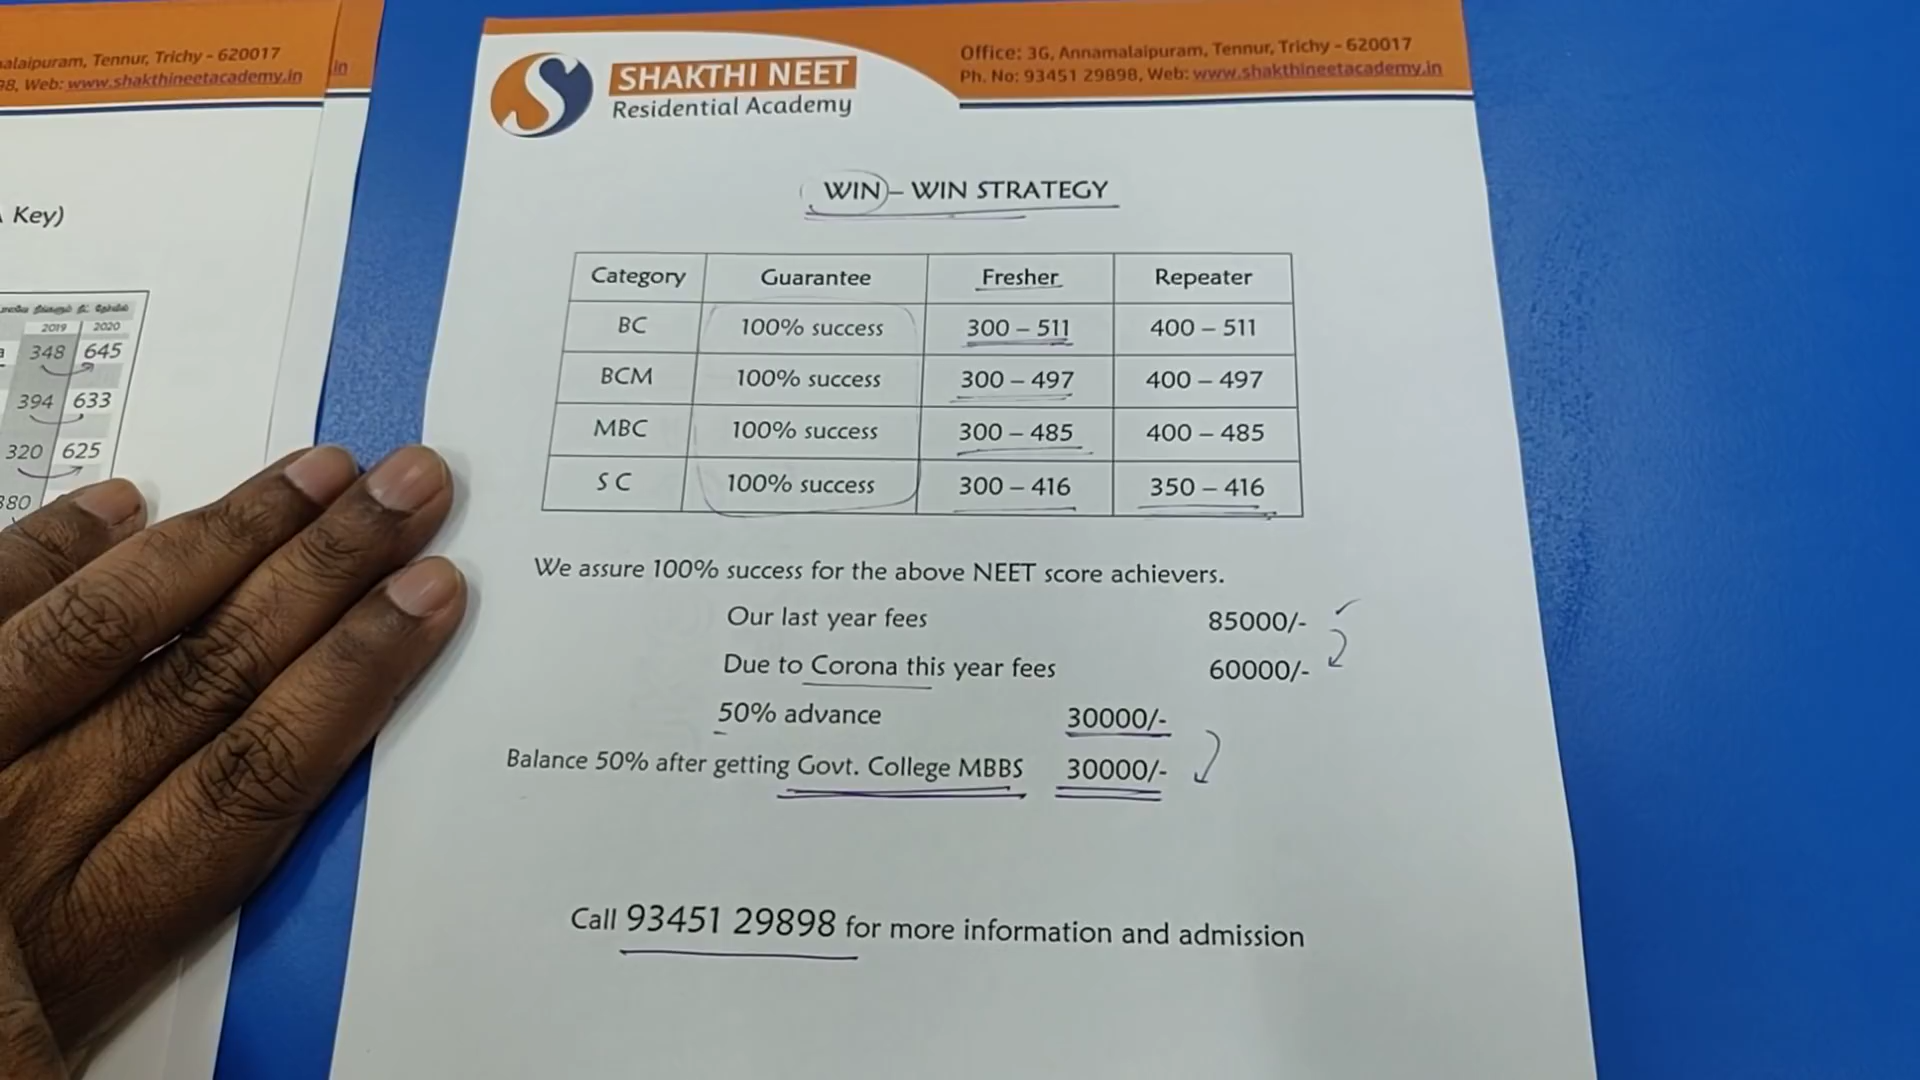 alaipuram, Tennur, Trichy - 620017
98, Web: www.shakthineetacademy.in
in
Key)
2019 2020
348 645
394 633
320 625
380
SHAKTHI NEET
Residential Academy
Office: 3G, Annamalaipuram, Tennur, Trichy - 620017
Ph. No: 93451 29898, Web: www.shakthineetacademy.in
WIN – WIN STRATEGY
Category Guarantee Fresher Repeater
BC 100% success 300 – 511 400 – 511
BCM 100% success 300 – 497 400 – 497
MBC 100% success 300 – 485 400 – 485
S C 100% success 300 – 416 350 – 416
We assure 100% success for the above NEET score achievers.
Our last year fees 85000/-
Due to Corona this year fees 60000/-
50% advance 30000/-
Balance 50% after getting Govt. College MBBS 30000/-
Call 93451 29898 for more information and admission